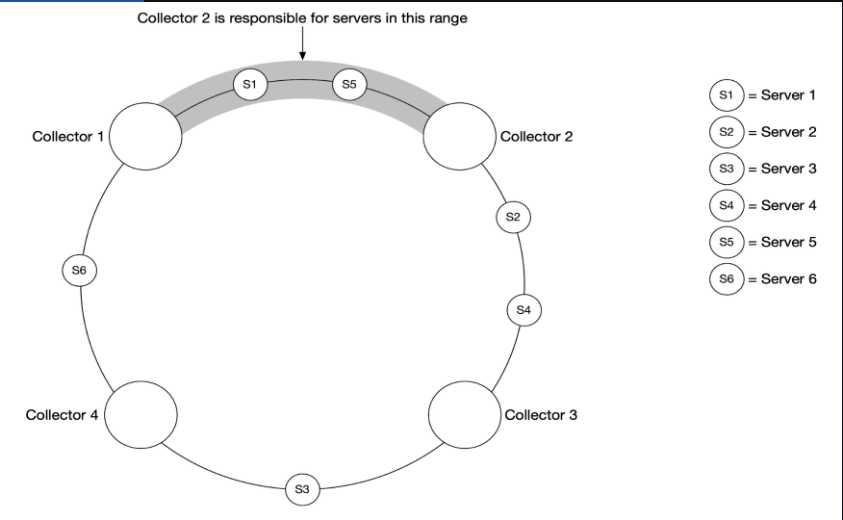 Collector 2 is responsible for servers in this range
S1
S5
Collector 1
Collector 2
S2
S6
S4
Collector 4
Collector 3
S3
S1 = Server 1
S2 = Server 2
S3 = Server 3
S4 = Server 4
S5 = Server 5
S6 = Server 6